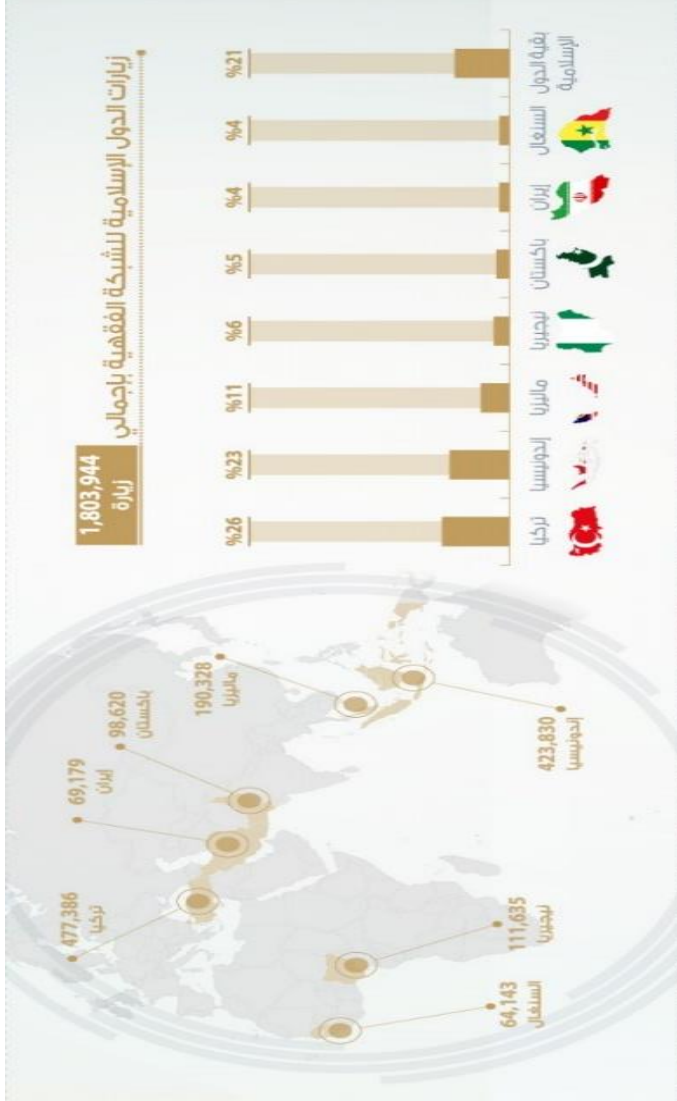 زيارات الدول الإسلامية للشبكة الفقهية بإجمالي
1,803,944
زيارة
%26
%23
%11
%6
%5
%4
%4
%21
تركيا
إندونيسيا
ماليزيا
نيجيريا
باكستان
إيران
السنغال
بقية الدول
الإسلامية
477,386
تركيا
69,179
إيران
98,620
باكستان
190,328
ماليزيا
423,830
إندونيسيا
111,635
نيجيريا
64,143
السنغال